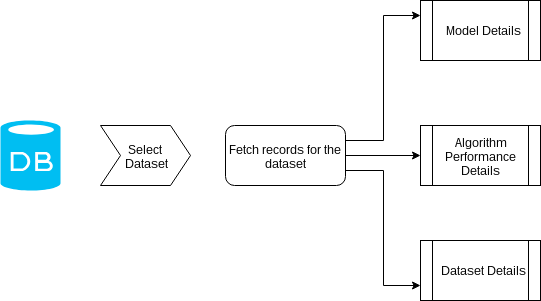 DB
Select
Dataset
Fetch records for the
dataset
Model Details
Algorithm
Performance
Details
Dataset Details